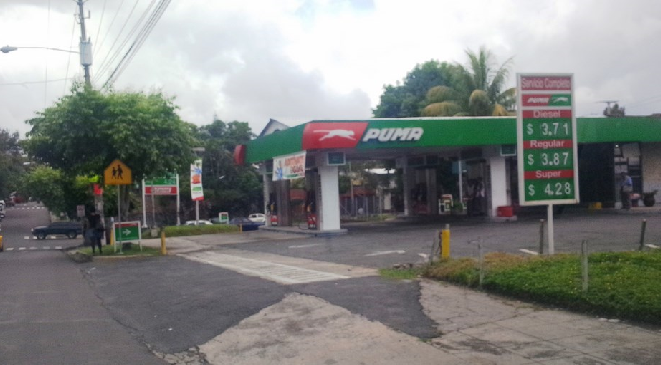 PUMA
Servicio Completo
PUMA
Diesel
$ 3.71
Regular
$ 3.87
Super
$ 4.28